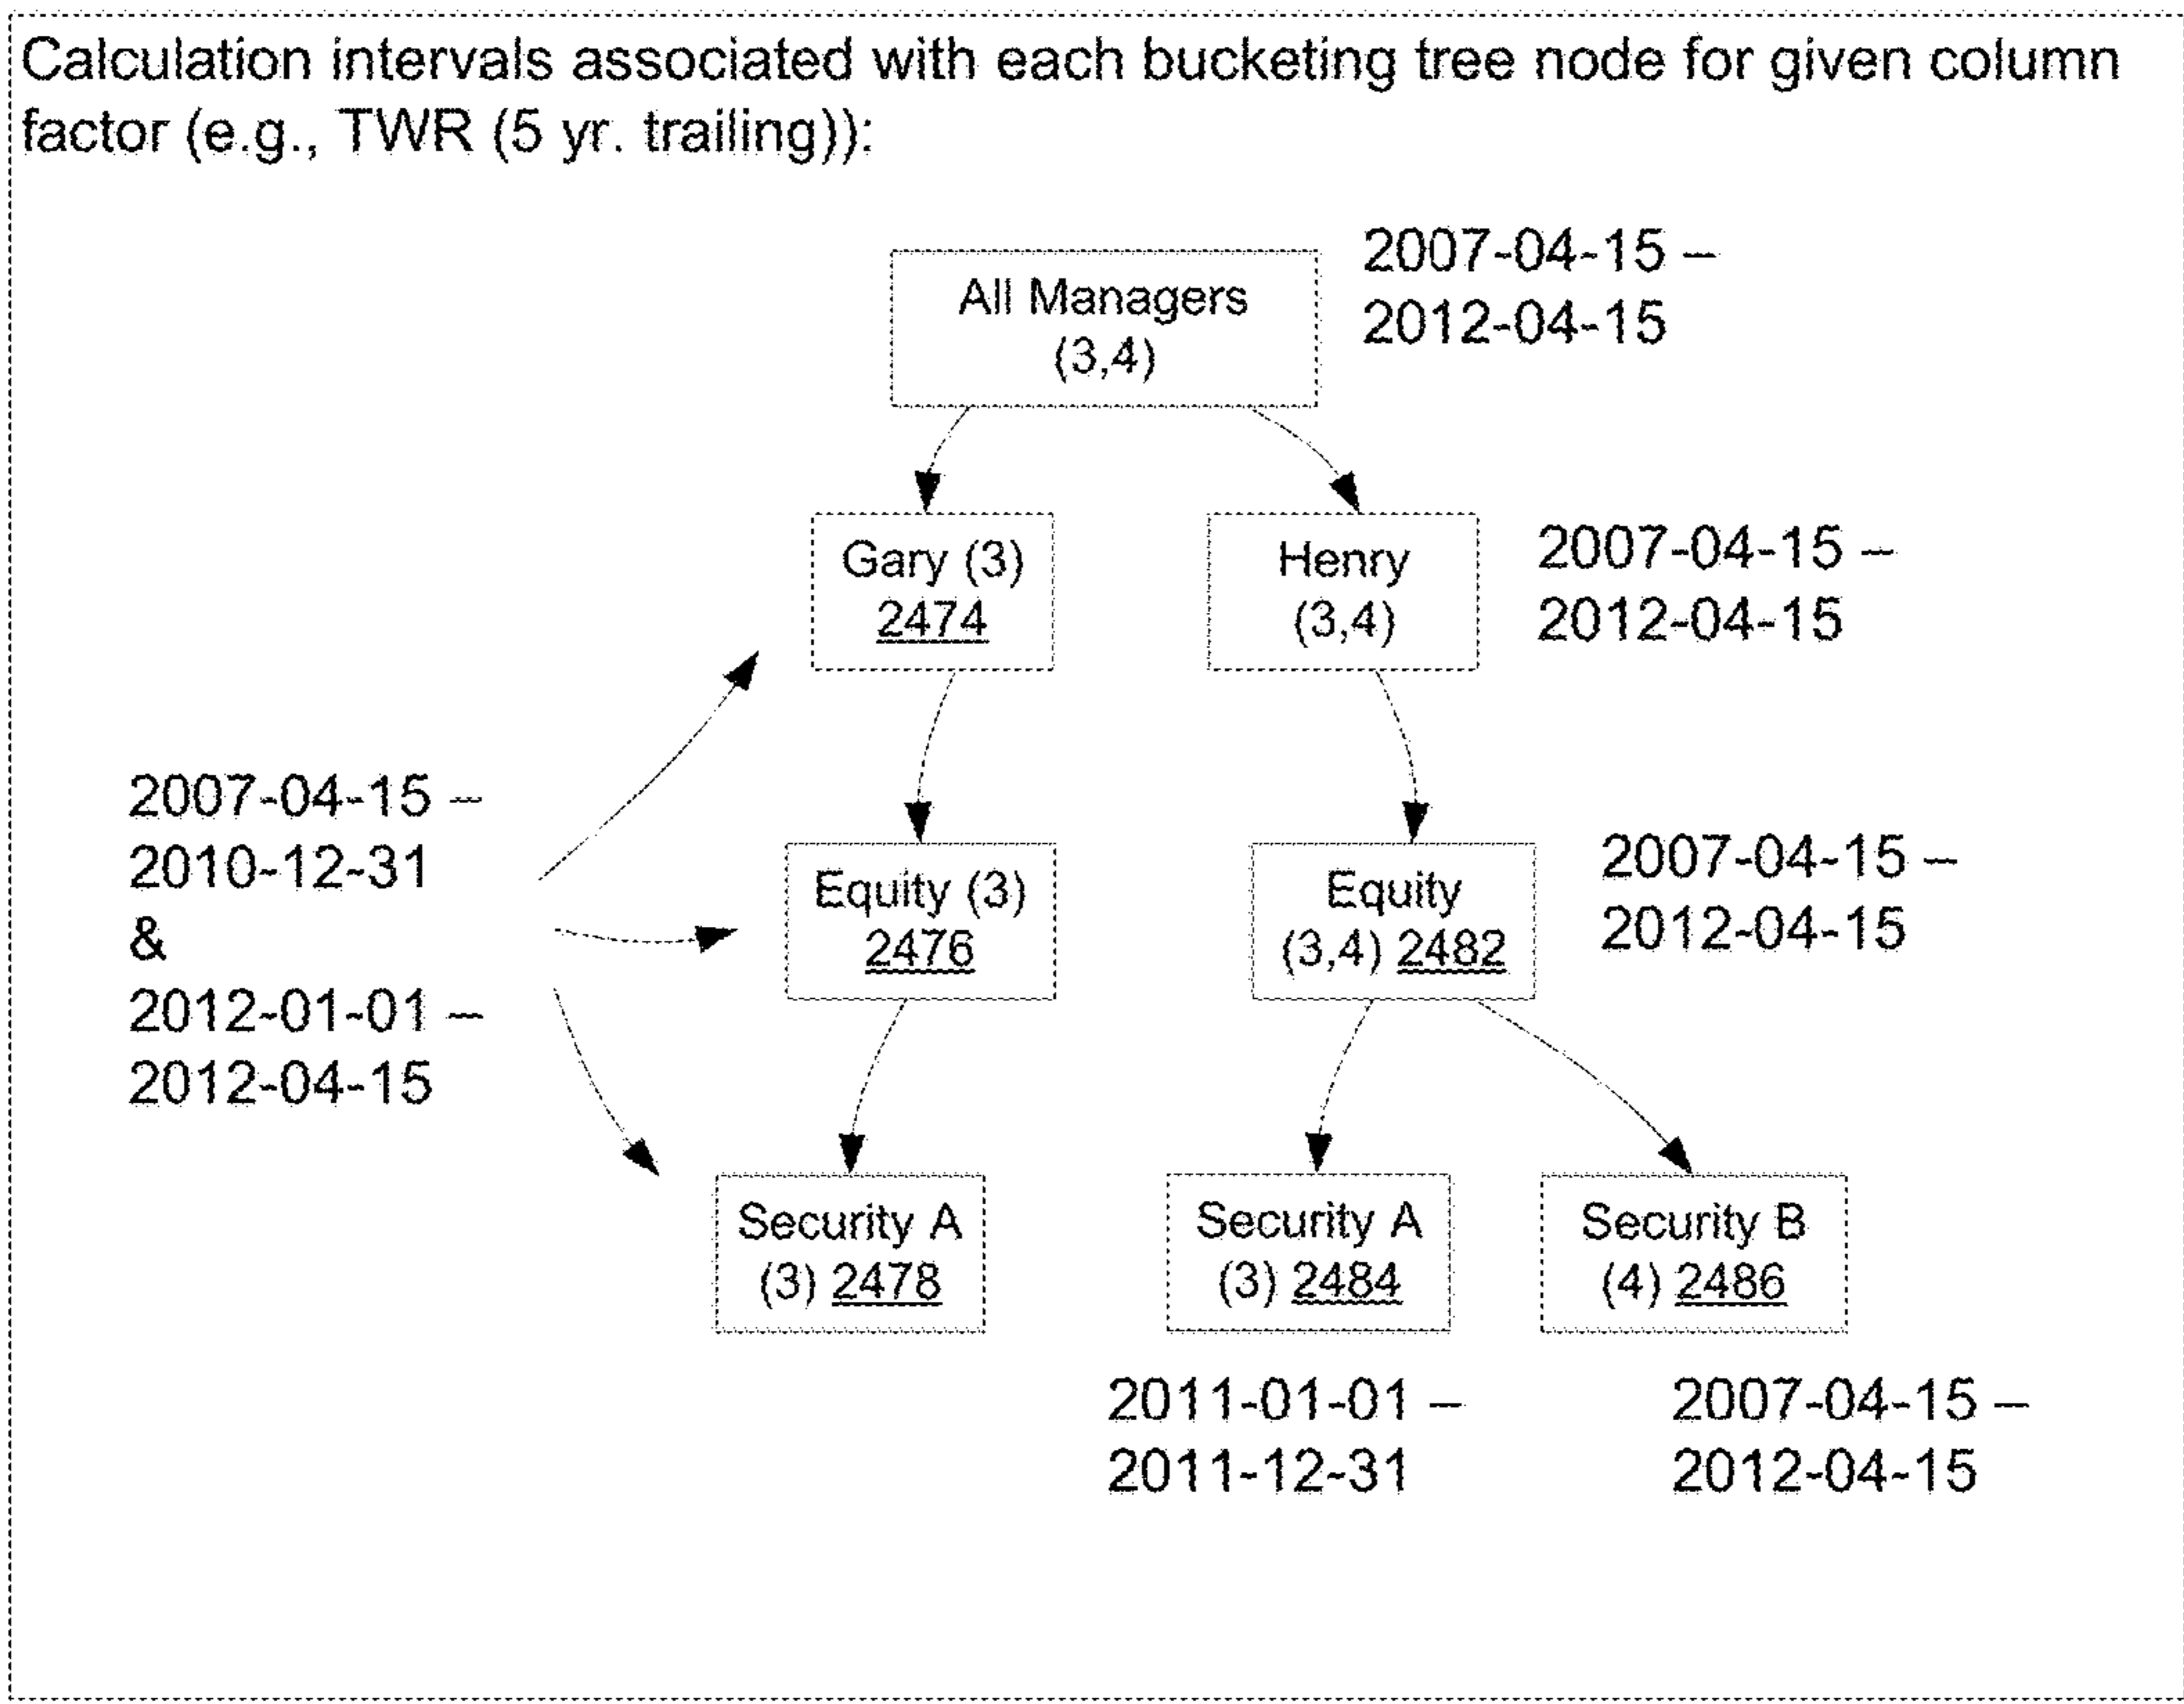 Calculation intervals associated with each bucketing tree node for given column
factor (e.g., TWR (5 yr. trailing)):
All Managers
(3,4)
2007-04-15 –
2012-04-15
Gary (3)
2474
Henry
(3,4)
2007-04-15 –
2012-04-15
2007-04-15 –
2010-12-31
&
2012-01-01 –
2012-04-15
Equity (3)
2476
Equity
(3,4) 2482
2007-04-15 –
2012-04-15
Security A
(3) 2478
Security A
(3) 2484
Security B
(4) 2486
2011-01-01 –
2011-12-31
2007-04-15 –
2012-04-15